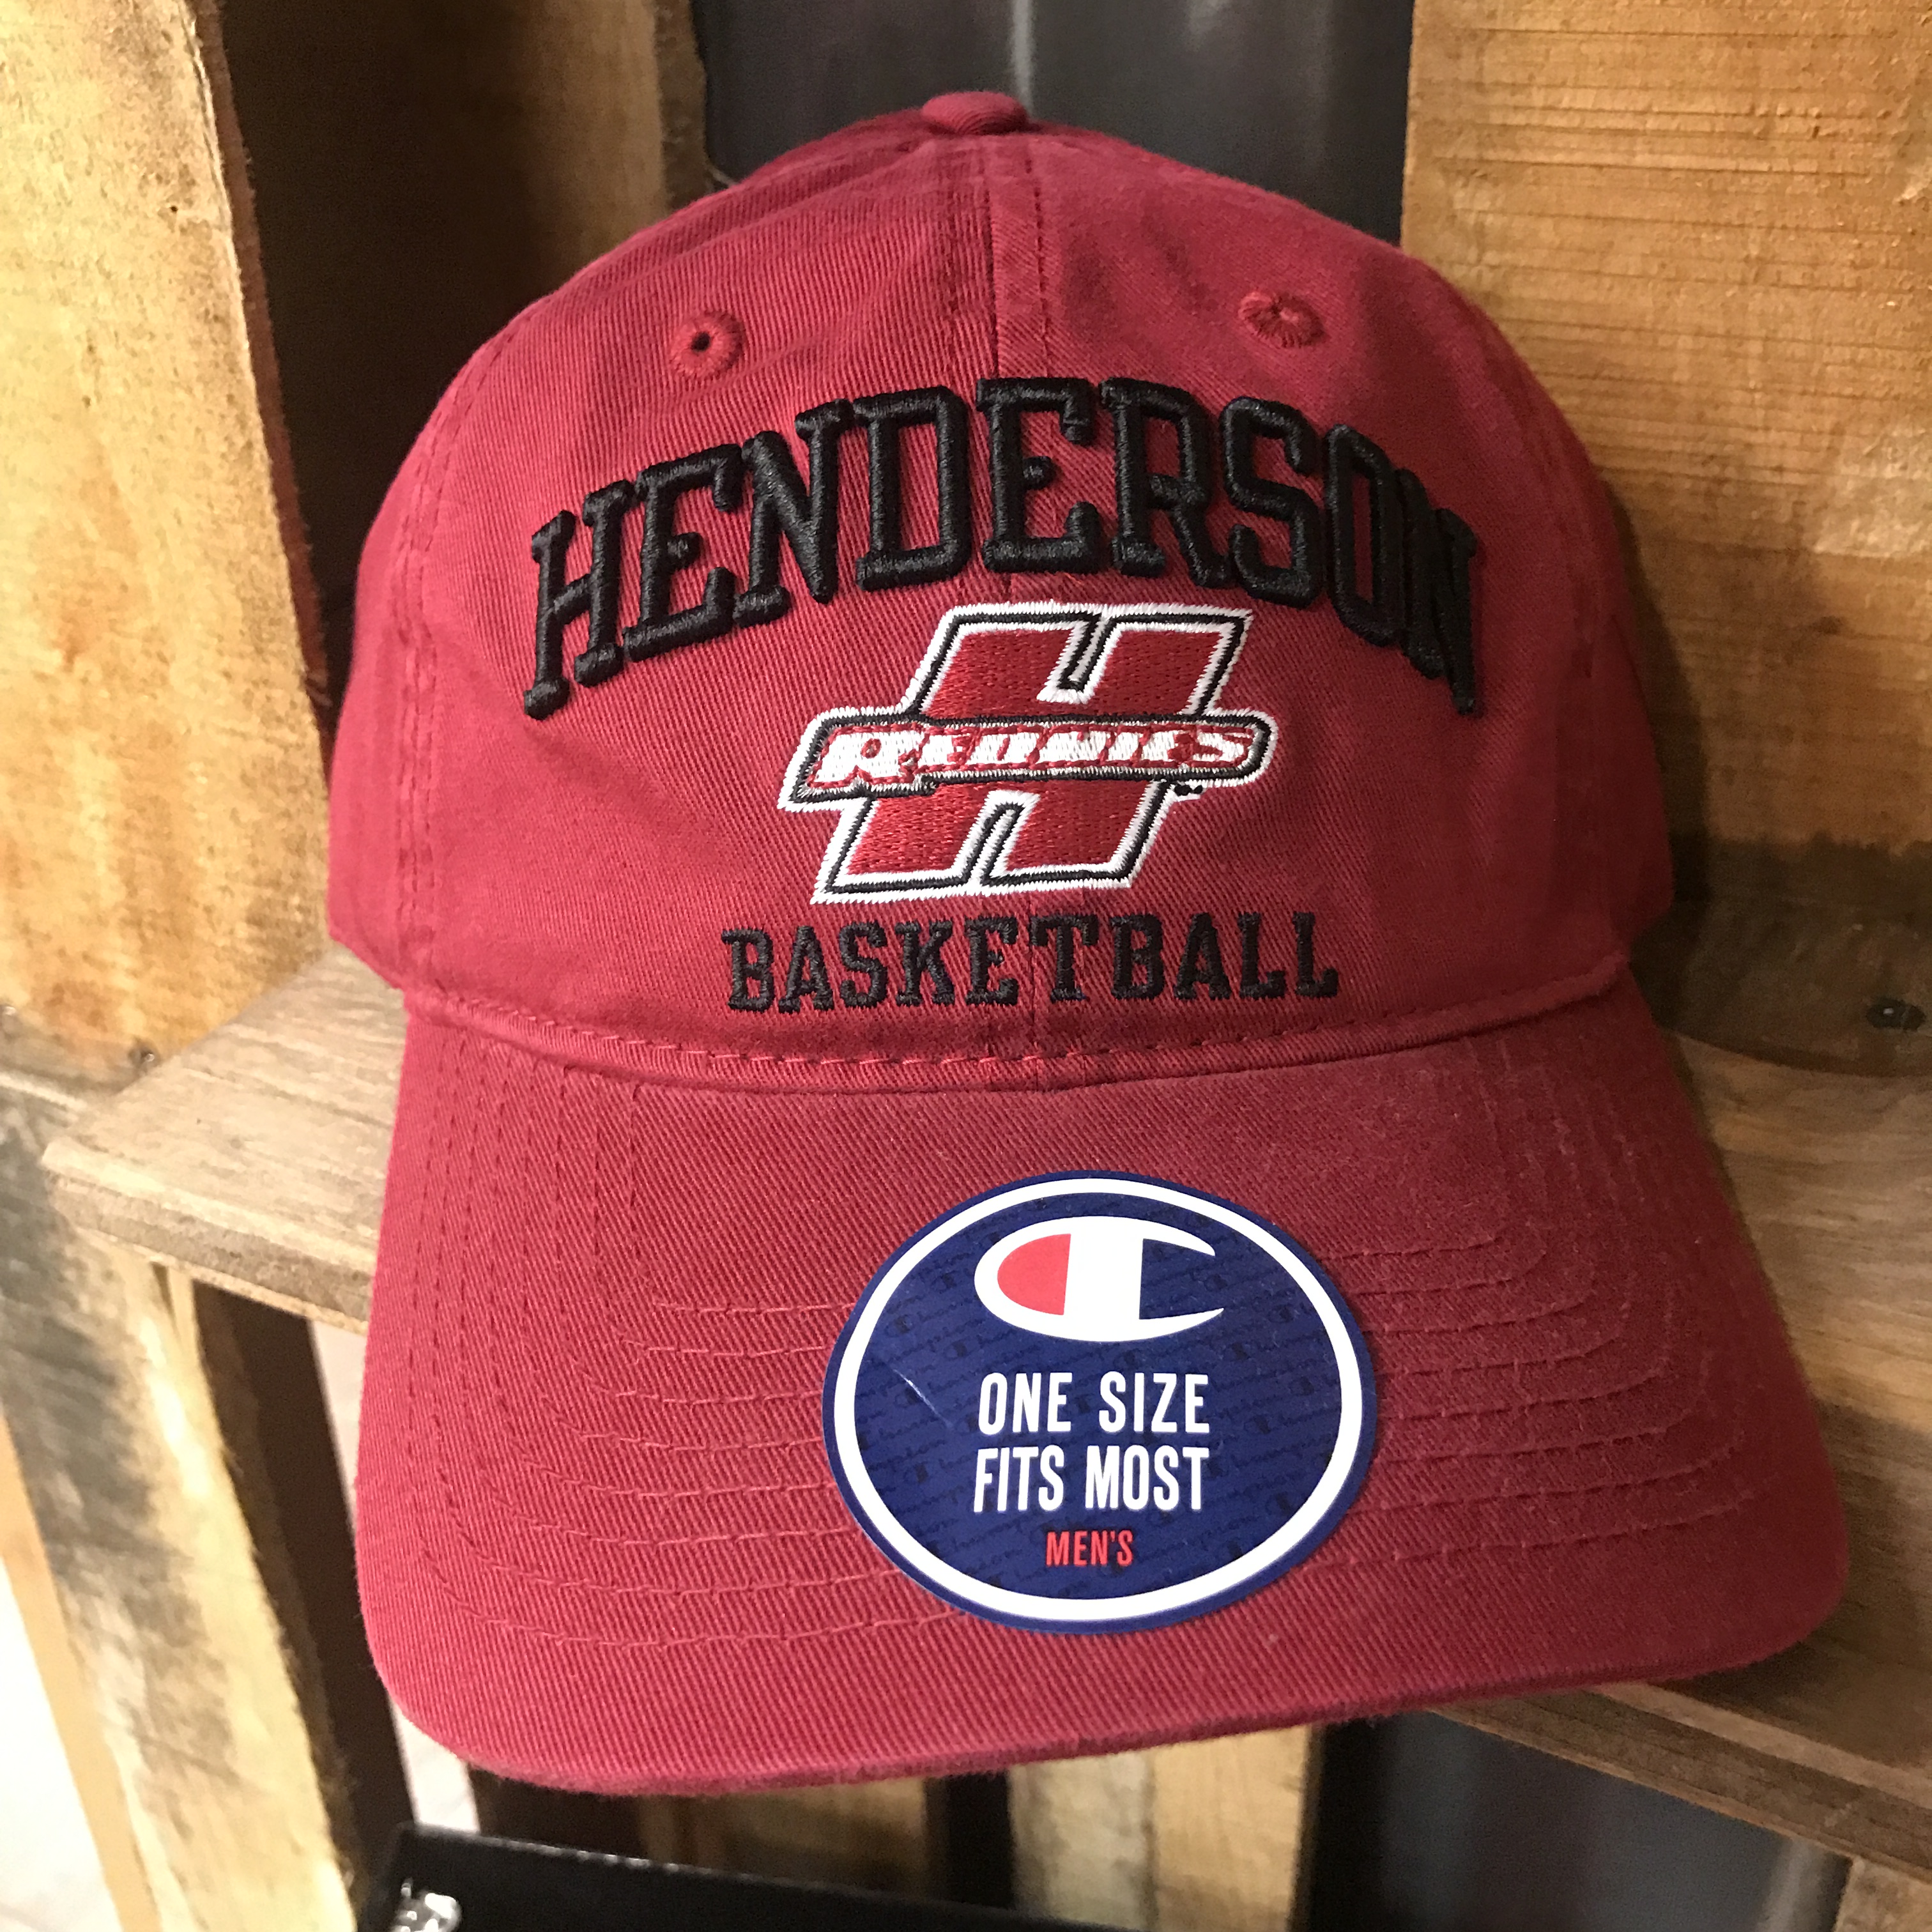 HENDERSON
REDDIES
BASKETBALL
ONE SIZE
FITS MOST
MEN'S